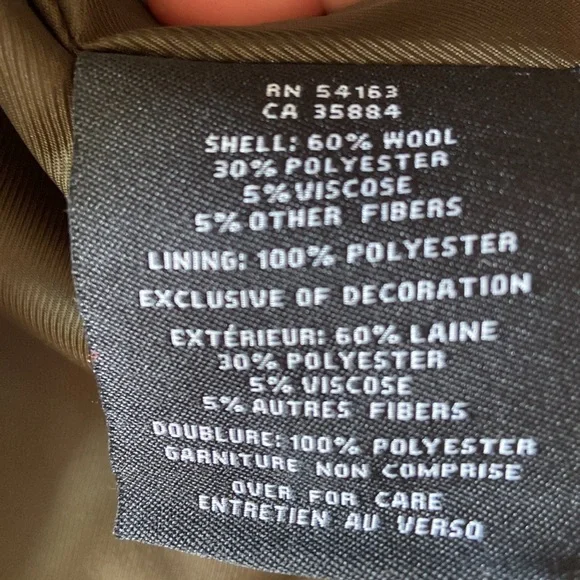 RN 54163
CA 35884
SHELL: 60% WOOL
30% POLYESTER
5% VISCOSE
5% OTHER FIBERS
LINING: 100% POLYESTER
EXCLUSIVE OF DECORATION
EXTÉRIEUR: 60% LAINE
30% POLYESTER
5% VISCOSE
5% AUTRES FIBERS
DOUBLURE: 100% POLYESTER
GARNITURE NON COMPRISE
OVER FOR CARE
ENTRETIEN AU VERSO